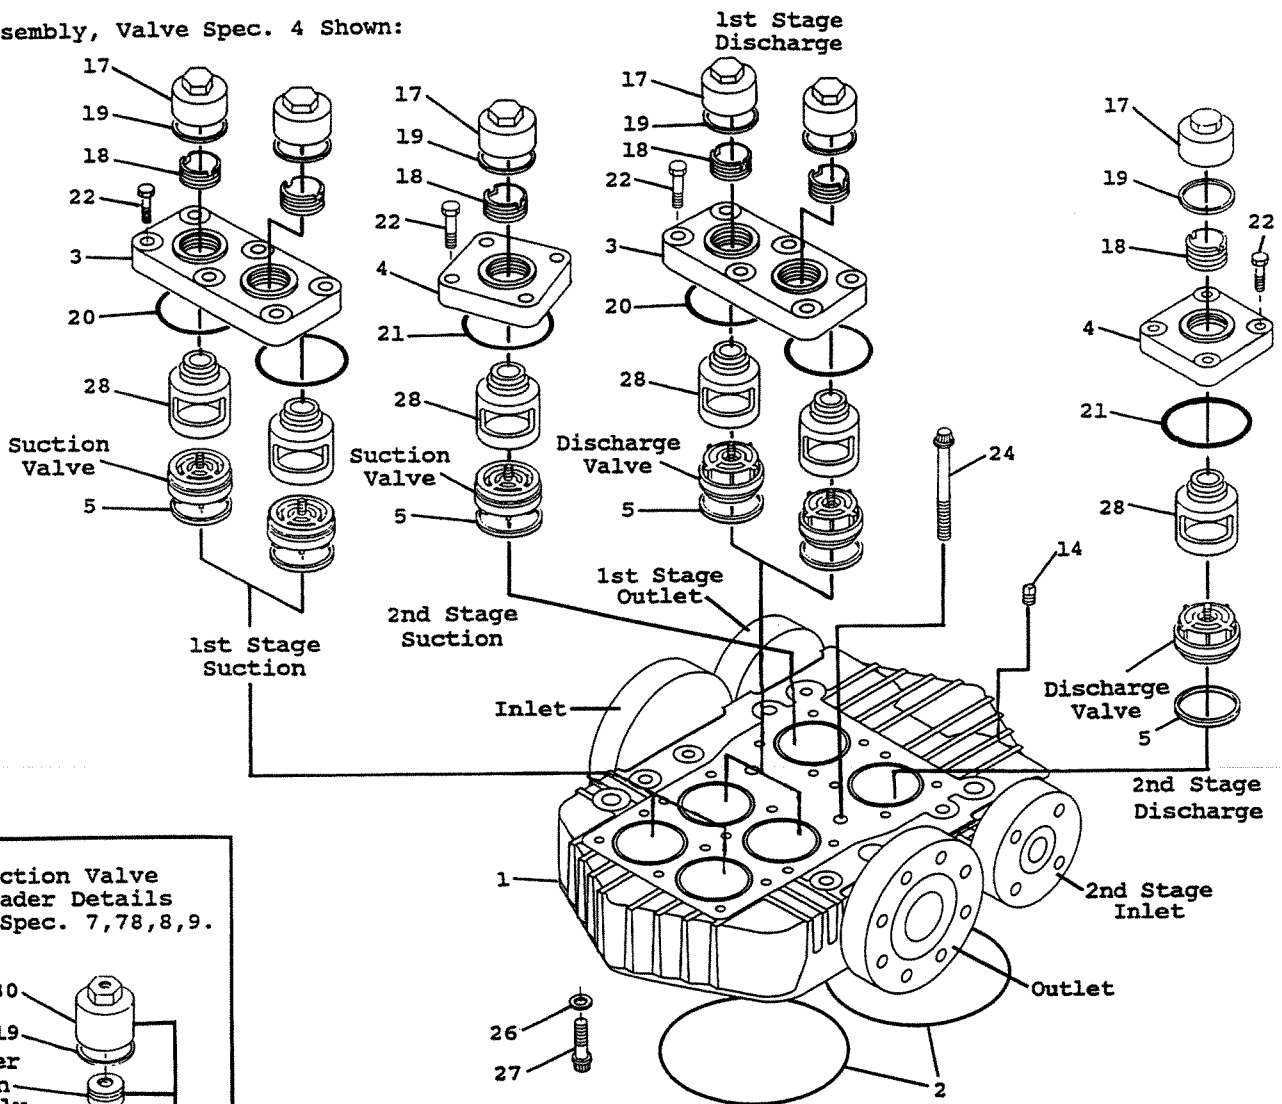 sembly, Valve Spec. 4 Shown:
1st Stage
Discharge
17
19
18
22
3
20
28
Suction
Valve
5
1st Stage
Suction
17
19
18
22
4
21
28
Suction
Valve
5
2nd Stage
Suction
17
19
18
22
3
20
28
Discharge
Valve
5
1st Stage
Outlet
24
14
17
19
18
22
4
21
28
Discharge
Valve
5
2nd Stage
Discharge
Inlet
1
2nd Stage
Inlet
Outlet
26
27
2
ction Valve
ader Details
Spec. 7,78,8,9.
30
19
er
n